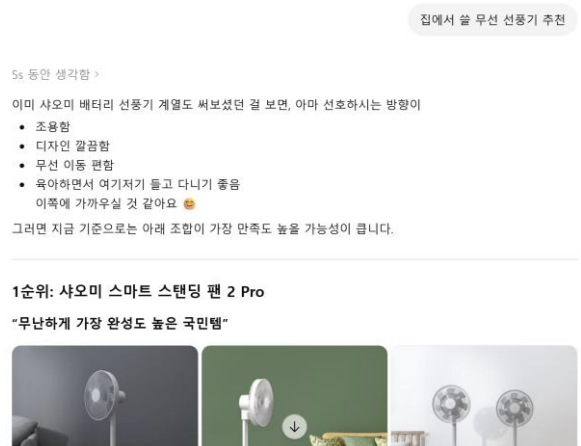 집에서 쓸 무선 선풍기 추천
5s 동안 생각함 >
이미 샤오미 배터리 선풍기 계열도 써보셨던 걸 보면, 아마 선호하시는 방향이
• 조용함
• 디자인 깔끔함
• 무선 이동 편함
• 육아하면서 여기저기 들고 다니기 좋음
이쪽에 가까우실 것 같아요 😊
그러면 지금 기준으로는 아래 조합이 가장 만족도 높을 가능성이 큽니다.
1순위: 샤오미 스마트 스탠딩 팬 2 Pro
“무난하게 가장 완성도 높은 국민템”